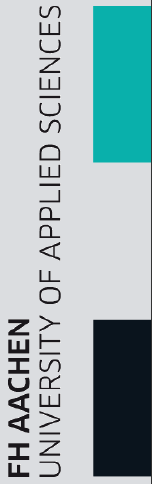 FH AACHEN
UNIVERSITY OF APPLIED SCIENCES